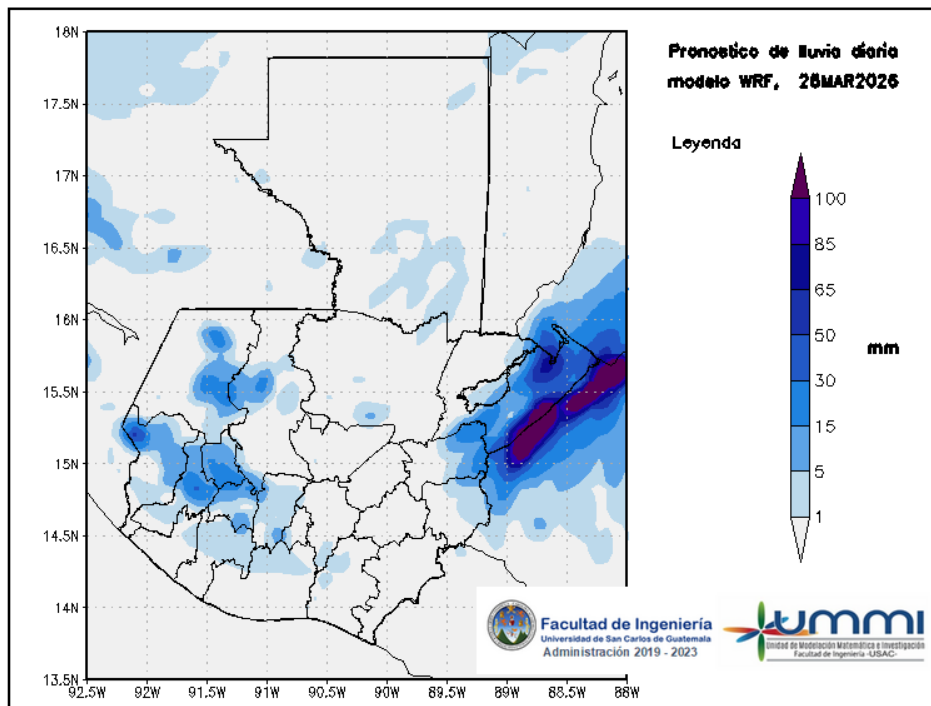 18N
17.5N
17N
16.5N
16N
15.5N
15N
14.5N
14N
13.5N
92.5W 92W 91.5W 91W 90.5W 90W 89.5W 89W 88.5W 88W
Pronostico de lluvia diaria
modelo WRF,
Leyenda
100
85
65
50
30
15
5
1
mm
Facultad de Ingeniería
Universidad de San Carlos de Guatemala
Administración 2019 - 2023
UMMI
Unidad de Modelación Matemática e Investigación
Facultad de Ingeniería -USAC-